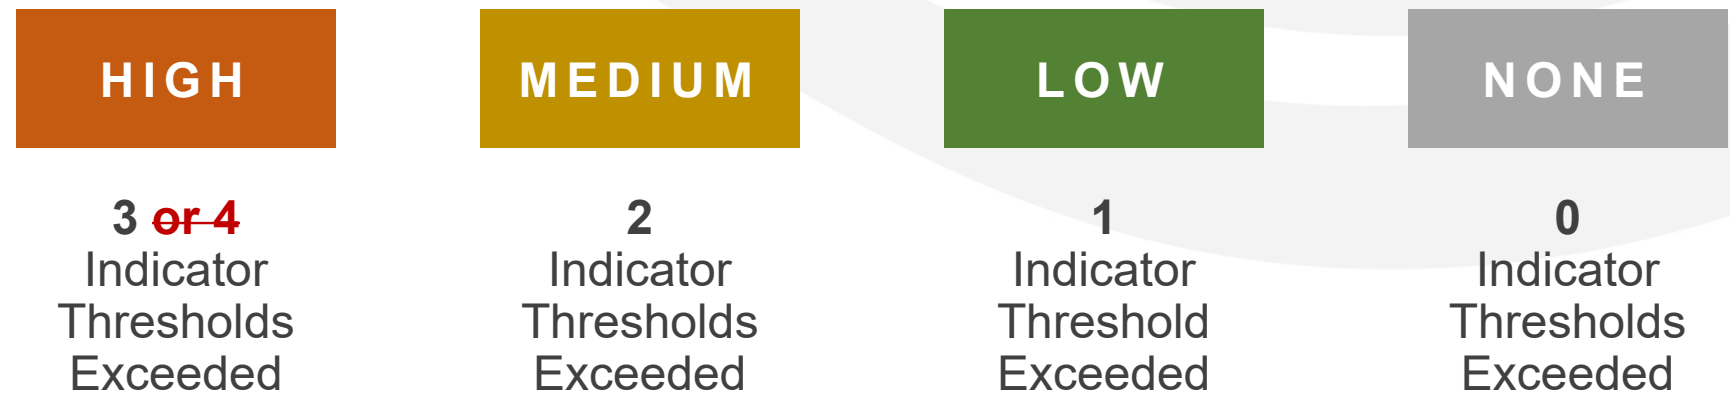 HIGH
3 or 4
Indicator
Thresholds
Exceeded
MEDIUM
2
Indicator
Thresholds
Exceeded
LOW
1
Indicator
Threshold
Exceeded
NONE
0
Indicator
Thresholds
Exceeded